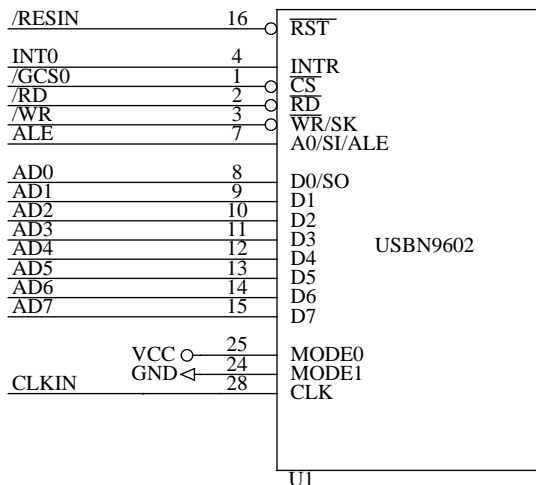 /RESIN 16 RST
INT0 4 INTR
/GCS0 1 CS
/RD 2 RD
/WR 3 WR/SK
ALE 7 A0/SI/ALE
AD0 8 D0/SO
AD1 9 D1
AD2 10 D2
AD3 11 D3
USBN9602
AD4 12 D4
AD5 13 D5
AD6 14 D6
AD7 15 D7
VCC 25 MODE0
GND 24 MODE1
CLKIN 28 CLK
U1